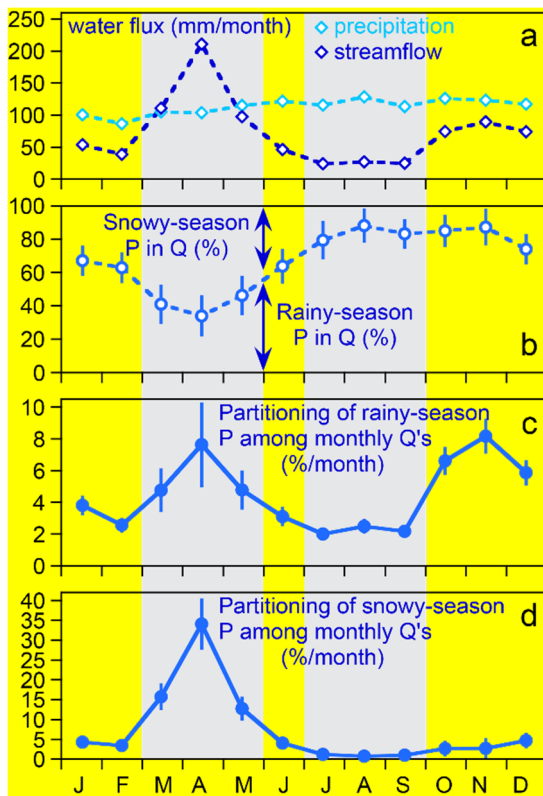 water flux (mm/month)
precipitation
streamflow
a
250
200
150
100
50
0
Snowy-season
P in Q (%)
Rainy-season
P in Q (%)
b
100
80
60
40
20
0
Partitioning of rainy-season
P among monthly Q's
(%/month)
c
10
8
6
4
2
0
Partitioning of snowy-season
P among monthly Q's
(%/month)
d
40
35
30
25
20
15
10
5
0
J F M A M J J A S O N D